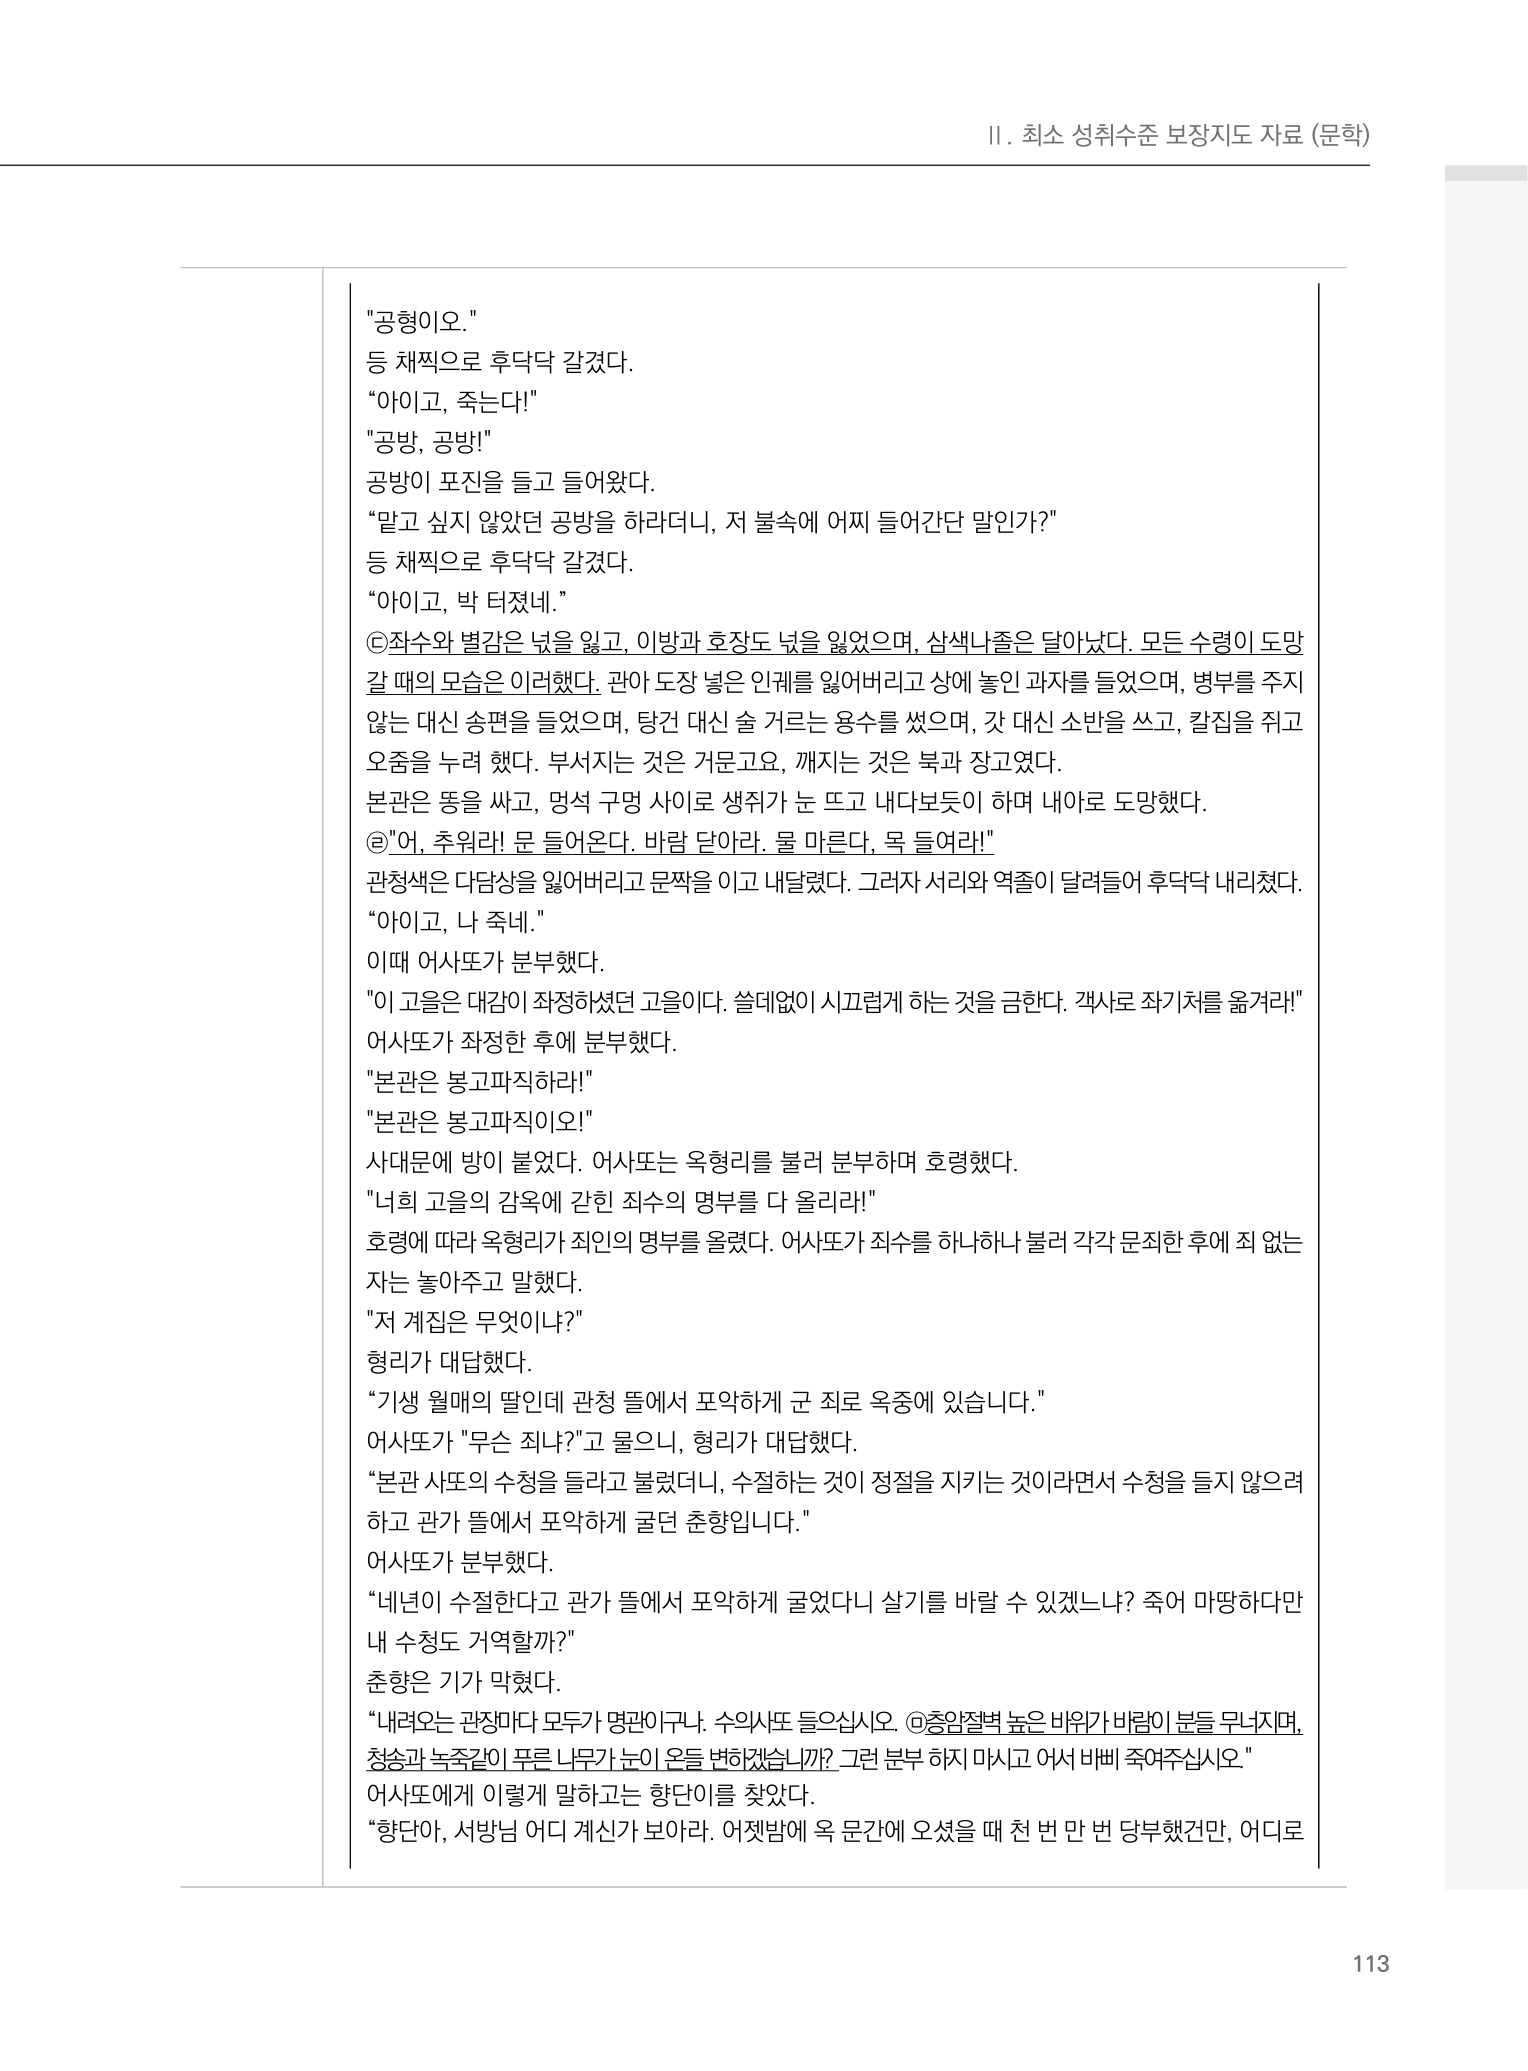 Ⅱ. 최소 성취수준 보장지도 자료 (문학)
"공형이오."
등 채찍으로 후닥닥 갈겼다.
“아이고, 죽는다!"
"공방, 공방!"
공방이 포진을 들고 들어왔다.
“맡고 싶지 않았던 공방을 하라더니, 저 불속에 어찌 들어간단 말인가?"
등 채찍으로 후닥닥 갈겼다.
“아이고, 박 터졌네.”
㉢좌수와 별감은 넋을 잃고, 이방과 호장도 넋을 잃었으며, 삼색나졸은 달아났다. 모든 수령이 도망
갈 때의 모습은 이러했다. 관아 도장 넣은 인궤를 잃어버리고 상에 놓인 과자를 들었으며, 병부를 주지
않는 대신 송편을 들었으며, 탕건 대신 술 거르는 용수를 썼으며, 갓 대신 소반을 쓰고, 칼집을 쥐고
오줌을 누려 했다. 부서지는 것은 거문고요, 깨지는 것은 북과 장고였다.
본관은 똥을 싸고, 멍석 구멍 사이로 생쥐가 눈 뜨고 내다보듯이 하며 내아로 도망했다.
㉣"어, 추워라! 문 들어온다. 바람 닫아라. 물 마른다, 목 들여라!"
관청색은 다담상을 잃어버리고 문짝을 이고 내달렸다. 그러자 서리와 역졸이 달려들어 후닥닥 내리쳤다.
“아이고, 나 죽네."
이때 어사또가 분부했다.
"이 고을은 대감이 좌정하셨던 고을이다. 쓸데없이 시끄럽게 하는 것을 금한다. 객사로 좌기처를 옮겨라!"
어사또가 좌정한 후에 분부했다.
"본관은 봉고파직하라!"
"본관은 봉고파직이오!"
사대문에 방이 붙었다. 어사또는 옥형리를 불러 분부하며 호령했다.
"너희 고을의 감옥에 갇힌 죄수의 명부를 다 올리라!"
호령에 따라 옥형리가 죄인의 명부를 올렸다. 어사또가 죄수를 하나하나 불러 각각 문죄한 후에 죄 없는
자는 놓아주고 말했다.
"저 계집은 무엇이냐?"
형리가 대답했다.
“기생 월매의 딸인데 관청 뜰에서 포악하게 군 죄로 옥중에 있습니다."
어사또가 "무슨 죄냐?"고 물으니, 형리가 대답했다.
“본관 사또의 수청을 들라고 불렀더니, 수절하는 것이 정절을 지키는 것이라면서 수청을 들지 않으려
하고 관가 뜰에서 포악하게 굴던 춘향입니다."
어사또가 분부했다.
“네년이 수절한다고 관가 뜰에서 포악하게 굴었다니 살기를 바랄 수 있겠느냐? 죽어 마땅하다만
내 수청도 거역할까?"
춘향은 기가 막혔다.
“내려오는 관장마다 모두가 명관이구나. 수의사또 들으십시오. ㉤층암절벽 높은 바위가 바람이 분들 무너지며,
청송과 녹죽같이 푸른 나무가 눈이 온들 변하겠습니까? 그런 분부 하지 마시고 어서 바삐 죽여주십시오."
어사또에게 이렇게 말하고는 향단이를 찾았다.
“향단아, 서방님 어디 계신가 보아라. 어젯밤에 옥 문간에 오셨을 때 천 번 만 번 당부했건만, 어디로
113